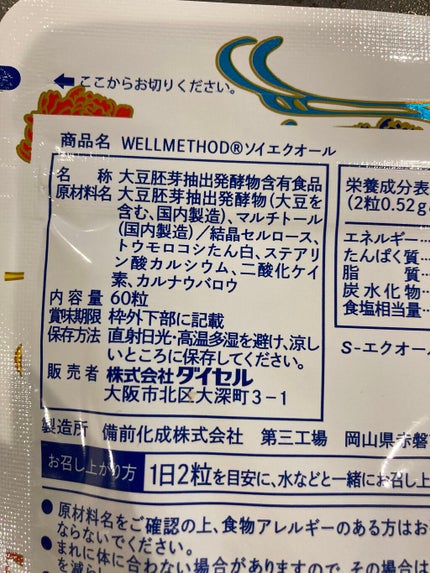 ここからお切りください。
商品名 WELLMETHOD®ソイエクオール
名 称 大豆胚芽抽出発酵物含有食品
原材料名 大豆胚芽抽出発酵物(大豆を
含む、国内製造)、マルチトール
(国内製造)/結晶セルロース、
トウモロコシたん白、ステアリ
ン酸カルシウム、二酸化ケイ
素、カルナウバロウ
内容量 60粒
賞味期限 枠外下部に記載
保存方法 直射日光・高温多湿を避け、涼し
いところに保存してください。
販売者 株式会社ダイセル
大阪市北区大深町3-1
栄養成分表
(2粒0.52g
エネルギー…
たんぱく質…
脂 質…
炭水化物…
食塩相当量…
S-エクオー
製造所 備前化成株式会社 第三工場 岡山県赤磐
お召し上がり方 1日2粒を目安に、水などと一緒にお召し上
●原材料名をご確認の上、食物アレルギーのある方はお
ならないでください。
●まれに体に合わない場合がありますので、その場合は
を減ら